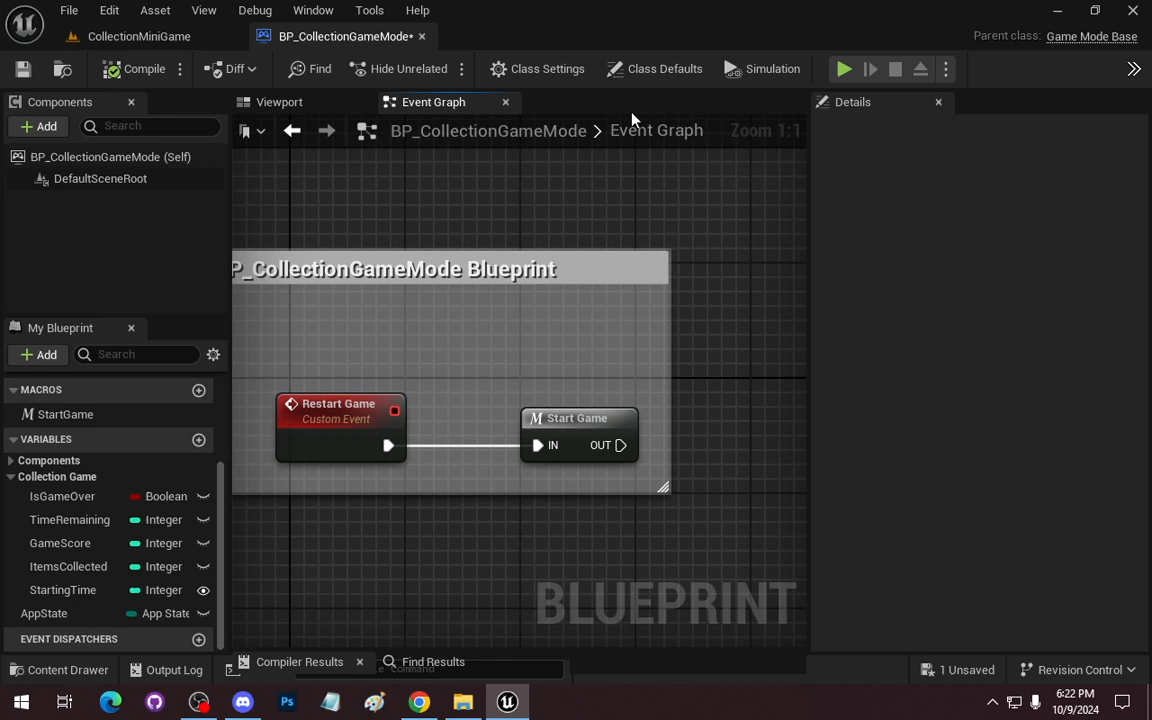 File Edit Asset View Debug Window Tools Help
CollectionMiniGame BP_CollectionGameMode* Parent class: Game Mode Base
Compile Diff Find Hide Unrelated Class Settings Class Defaults Simulation
Components Viewport Event Graph Details
Add Search BP_CollectionGameMode Event Graph Zoom 1:1
BP_CollectionGameMode (Self)
DefaultSceneRoot
P_CollectionGameMode Blueprint
My Blueprint
Add Search
MACROS
StartGame
Restart Game
Custom Event
Start Game
IN OUT
VARIABLES
Components
Collection Game
IsGameOver Boolean
TimeRemaining Integer
GameScore Integer
ItemsCollected Integer
StartingTime Integer
AppState App State
BLUEPRINT
EVENT DISPATCHERS
Content Drawer Output Log Compiler Results Find Results 1 Unsaved Revision Control
6:22 PM
10/9/2024